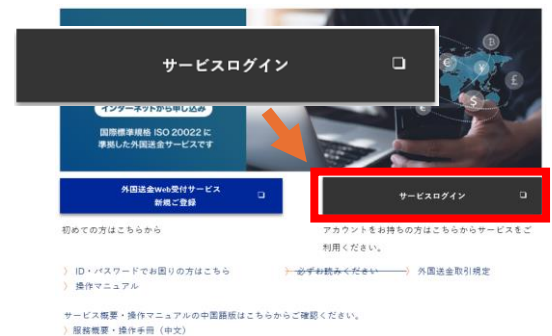 サービスログイン
インターネットから申し込み
国際標準規格 ISO 20022 に
準拠した外国送金サービスです
外国送金Web受付サービス
新規ご登録
サービスログイン
初めての方はこちらから
アカウントをお持ちの方はこちらからサービスをご
利用ください。
〉 ID・パスワードでお困りの方はこちら
〉 必ずお読みください
〉 外国送金取引規定
〉 操作マニュアル
サービス概要・操作マニュアルの中国語版はこちらからご確認ください。
〉 服務概要・操作手冊（中文）